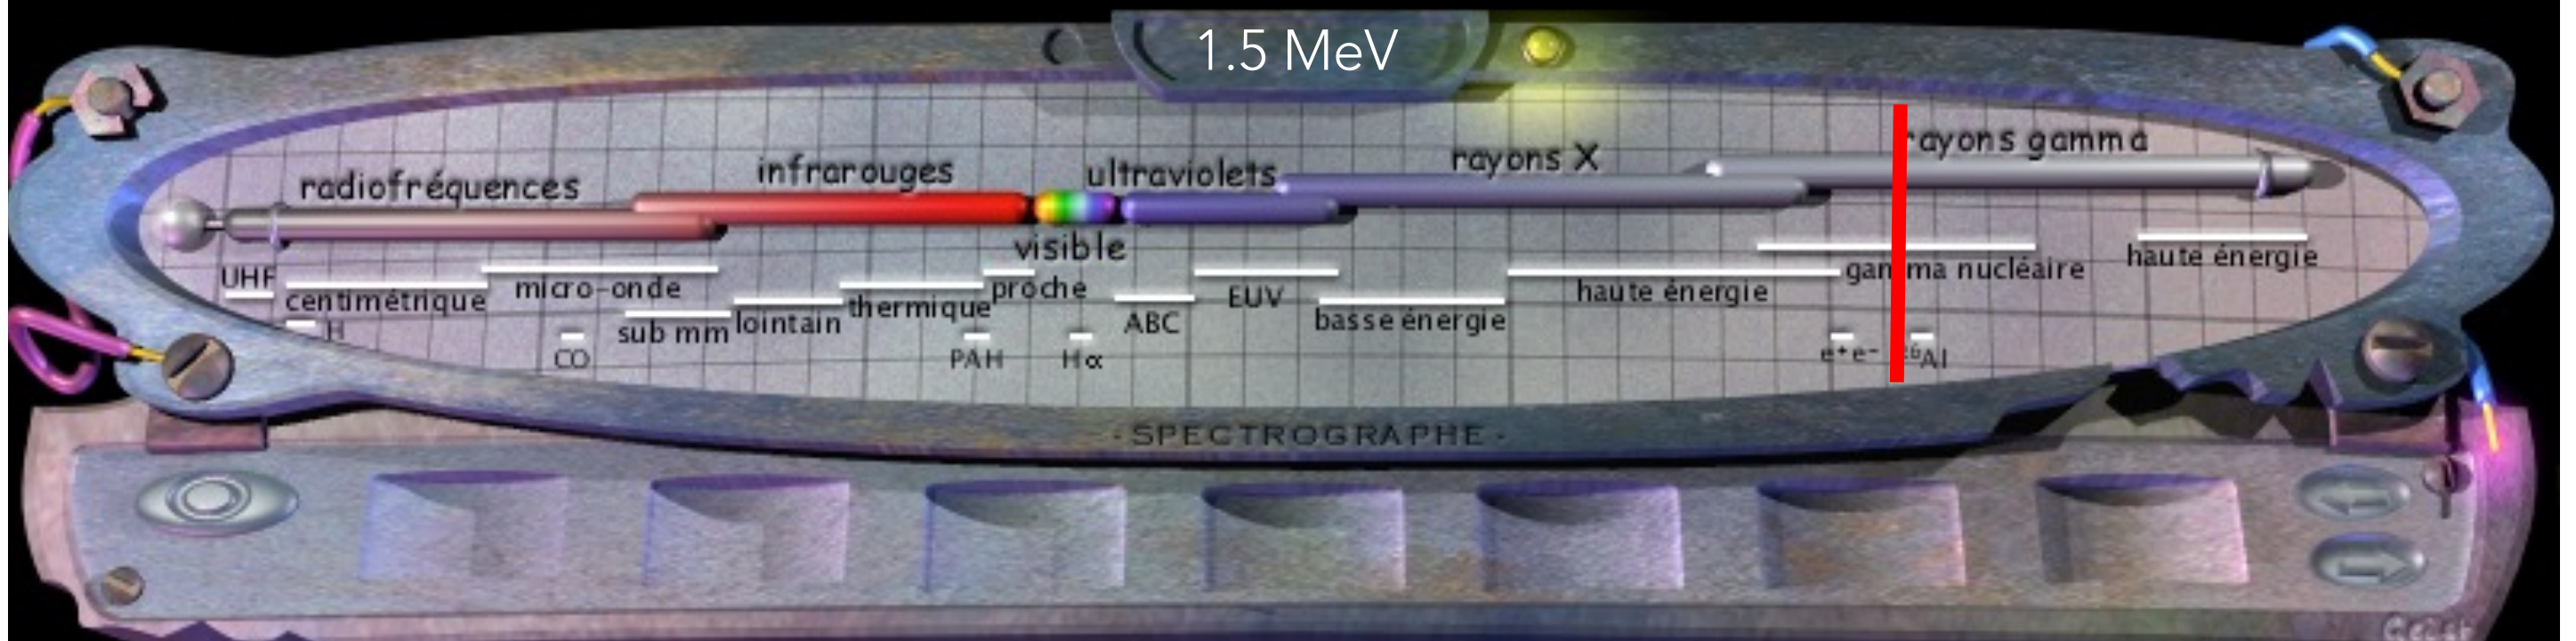 1.5 MeV
rayons gamma
rayons X
infrarouges
ultraviolets
radiofréquences
visible
UHF
centimétrique
micro-onde
sub mm
lointain
thermique
proche
ABC
EUV
basse énergie
haute énergie
gamma nucléaire
haute énergie
H
CO
PAH
Hα
e⁺e⁻
²⁶Al
- SPECTROGRAPHE -